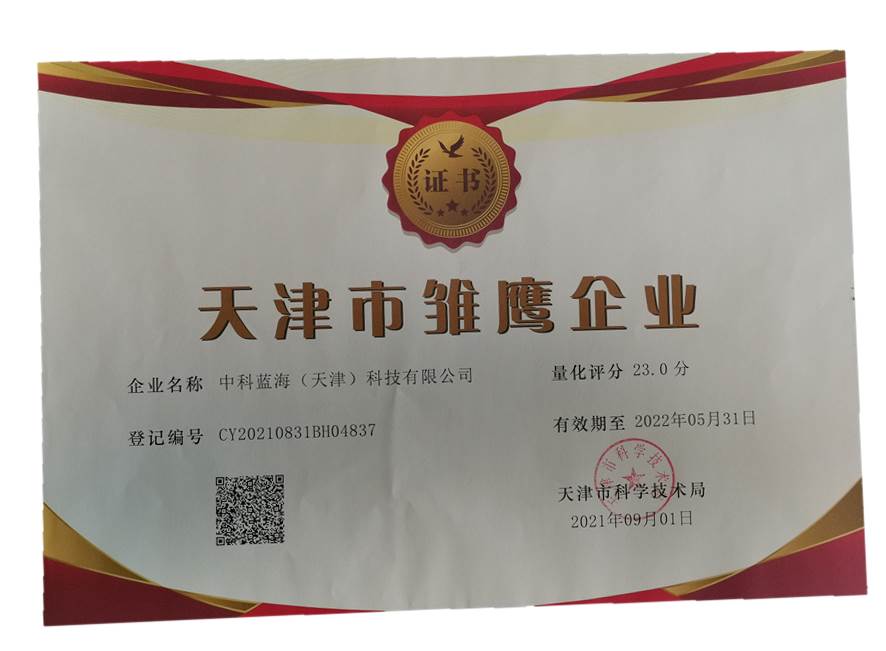 证书
天津市雏鹰企业
企业名称 中科蓝海（天津）科技有限公司
量化评分 23.0 分
登记编号 CY20210831BH04837
有效期至 2022年05月31日
天津市科学技术局
2021年09月01日